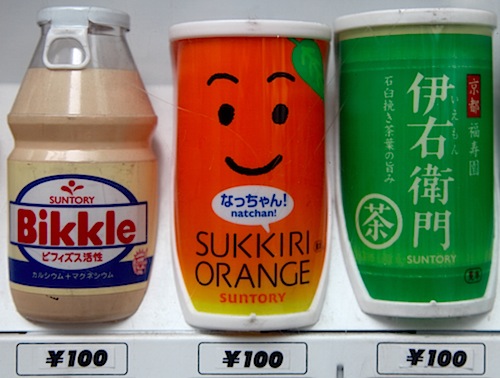 SUNTORY
Bikkle
ビフィズス活性
カルシウム+マグネシウム
なっちゃん!
natchan!
SUKKIRI
ORANGE
SUNTORY
京都 福寿園
いえもん
伊右衛門
石臼挽き茶葉の旨み
茶
SUNTORY
¥100
¥100
¥100